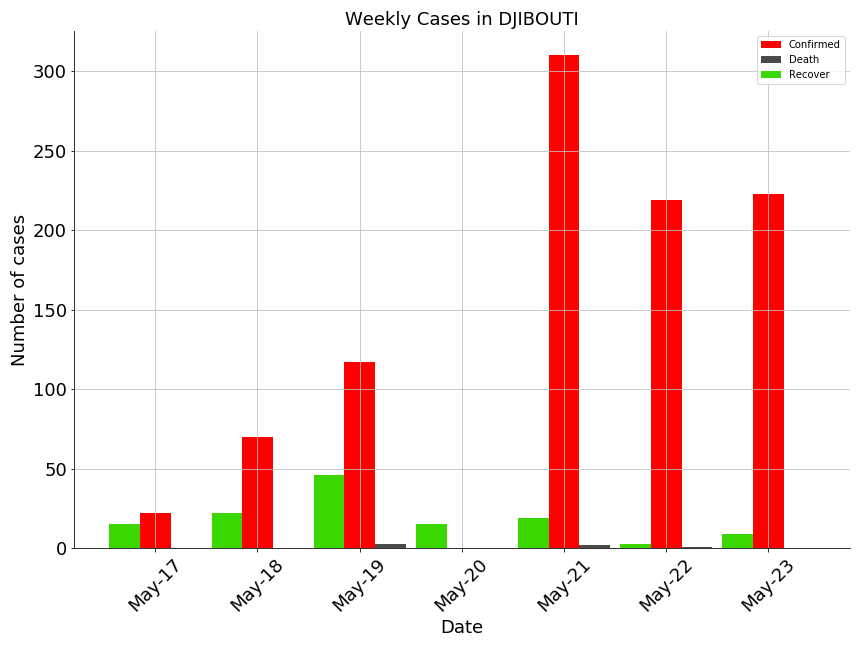 Weekly Cases in DJIBOUTI
Confirmed
Death
Recover
Number of cases
300
250
200
150
100
50
0
May-17
May-18
May-19
May-20
May-21
May-22
May-23
Date